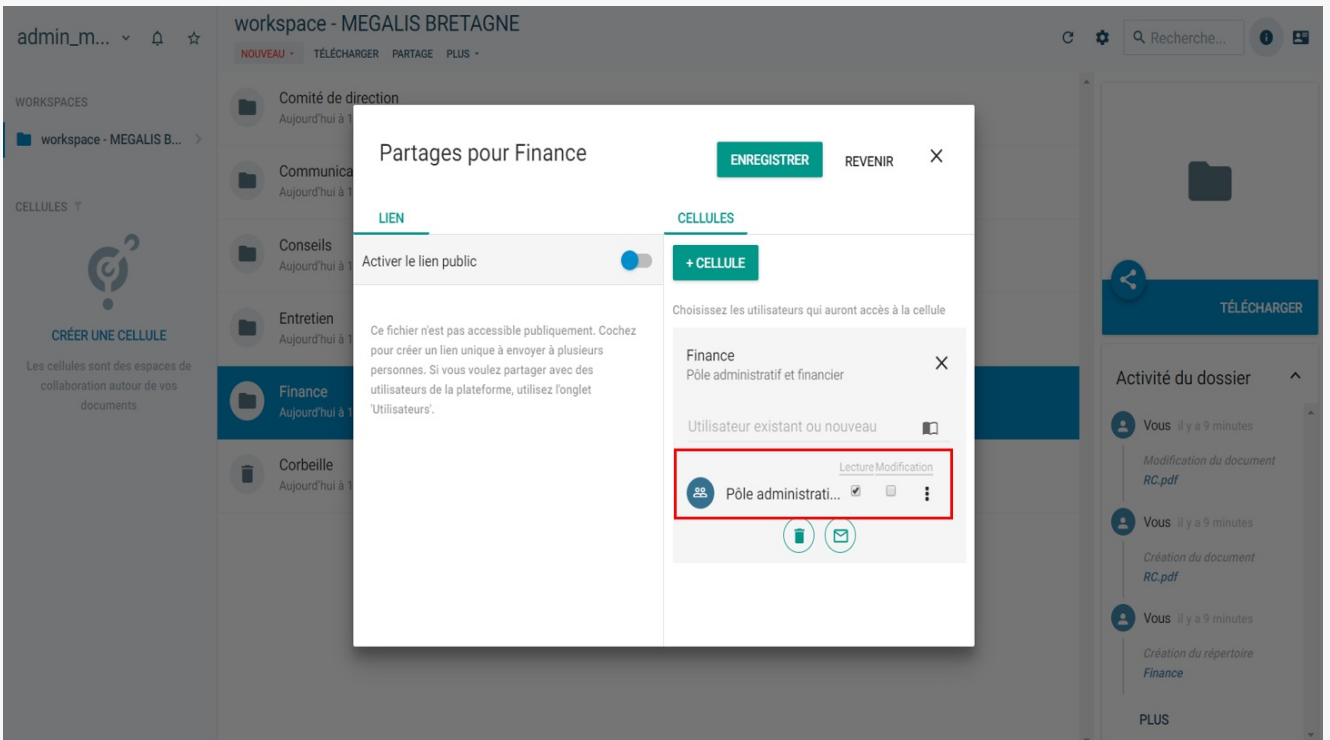 admin_m...
workspace - MEGALIS BRETAGNE
NOUVEAU TÉLÉCHARGER PARTAGE PLUS
Recherche...
WORKSPACES
workspace - MEGALIS B...
CELLULES
CRÉER UNE CELLULE
Les cellules sont des espaces de
collaboration autour de vos
documents
Comité de direction
Aujourd'hui à 1
Communica
Aujourd'hui à 1
Conseils
Aujourd'hui à 1
Entretien
Aujourd'hui à 1
Finance
Aujourd'hui à 1
Corbeille
Aujourd'hui à 1
Partages pour Finance
ENREGISTRER
REVENIR
LIEN
Activer le lien public
Ce fichier n'est pas accessible publiquement. Cochez
pour créer un lien unique à envoyer à plusieurs
personnes. Si vous voulez partager avec des
utilisateurs de la plateforme, utilisez l'onglet
'Utilisateurs'.
CELLULES
+ CELLULE
Choisissez les utilisateurs qui auront accès à la cellule
Finance
Pôle administratif et financier
Utilisateur existant ou nouveau
Lecture Modification
Pôle administrati...
TÉLÉCHARGER
Activité du dossier
Vous il y a 9 minutes
Modification du document
RC.pdf
Vous il y a 9 minutes
Création du document
RC.pdf
Vous il y a 9 minutes
Création du répertoire
Finance
PLUS